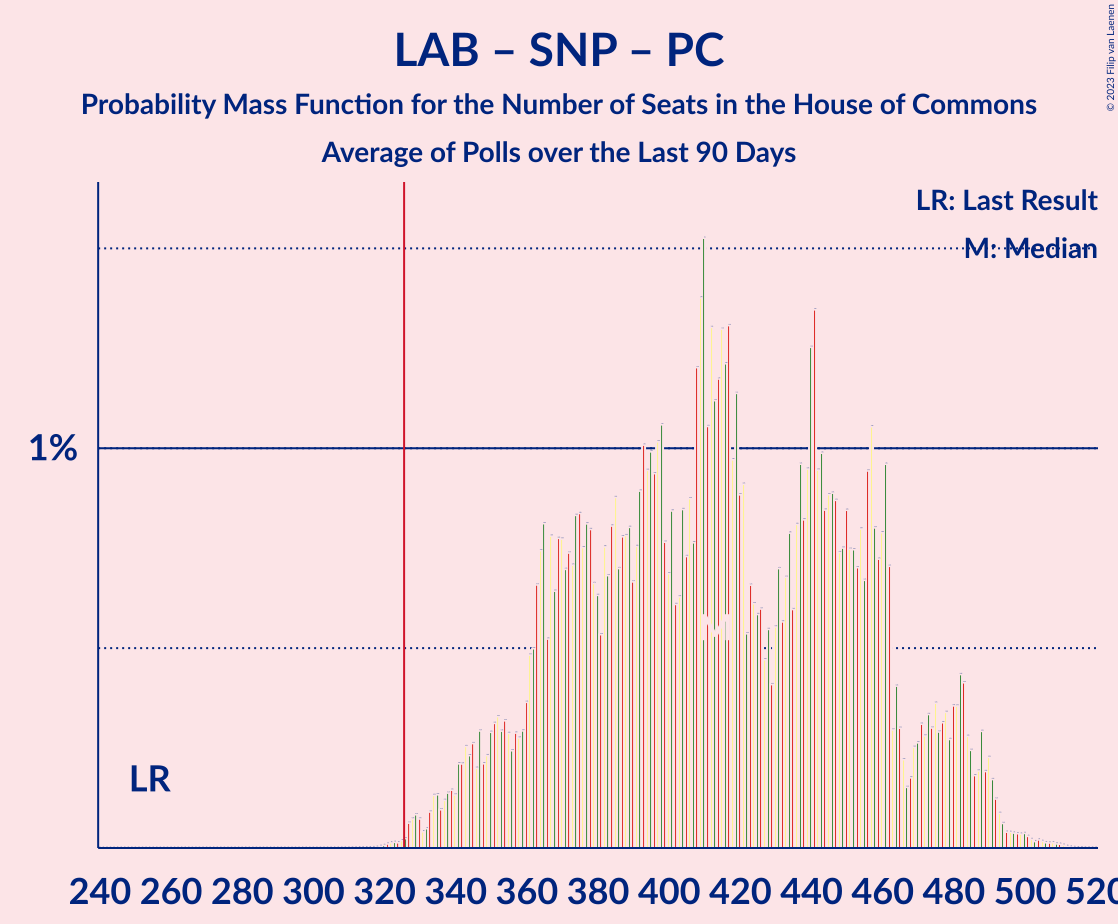 LAB – SNP – PC
Probability Mass Function for the Number of Seats in the House of Commons
Average of Polls over the Last 90 Days
© 2023 Filip van Laenen
LR: Last Result
M: Median
1%
LR
M
240 260 280 300 320 340 360 380 400 420 440 460 480 500 520